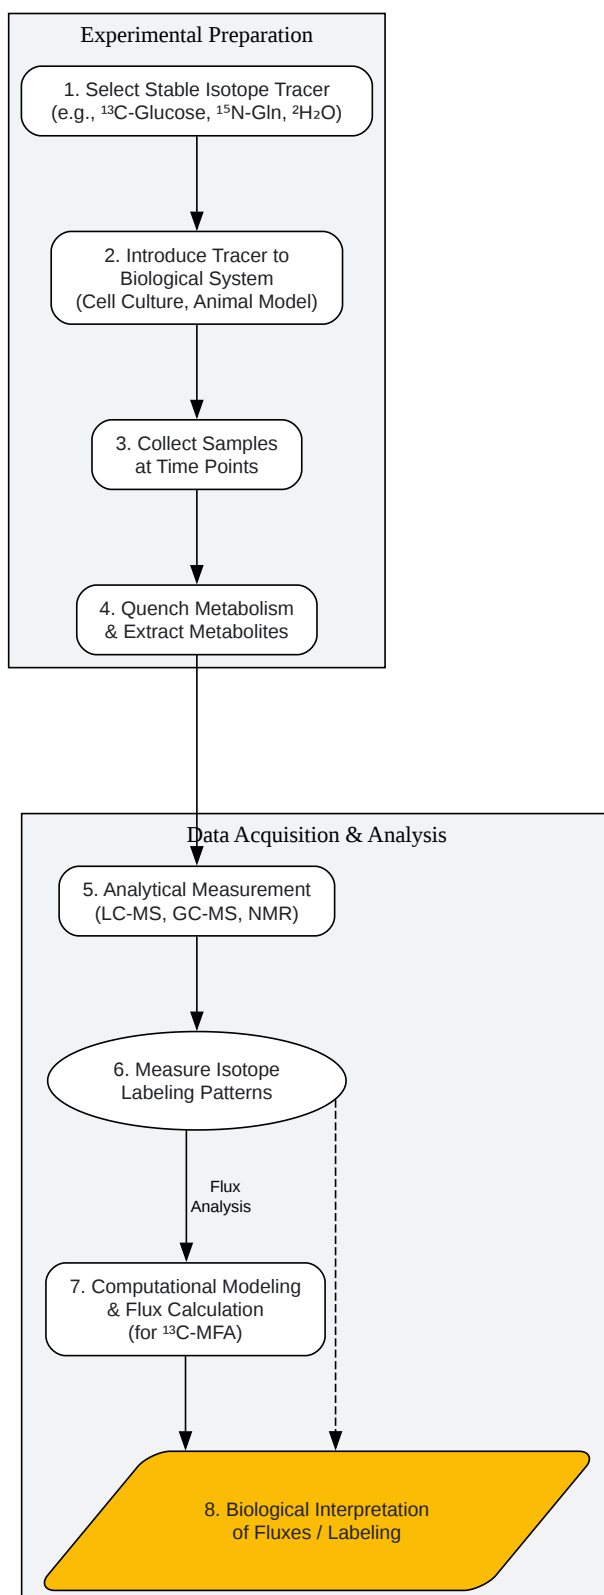 Experimental Preparation
1. Select Stable Isotope Tracer
(e.g., ¹³C-Glucose, ¹⁵N-Gln, ²H₂O)
2. Introduce Tracer to
Biological System
(Cell Culture, Animal Model)
3. Collect Samples
at Time Points
4. Quench Metabolism
& Extract Metabolites
Data Acquisition & Analysis
5. Analytical Measurement
(LC-MS, GC-MS, NMR)
6. Measure Isotope
Labeling Patterns
Flux
Analysis
7. Computational Modeling
& Flux Calculation
(for ¹³C-MFA)
8. Biological Interpretation
of Fluxes / Labeling